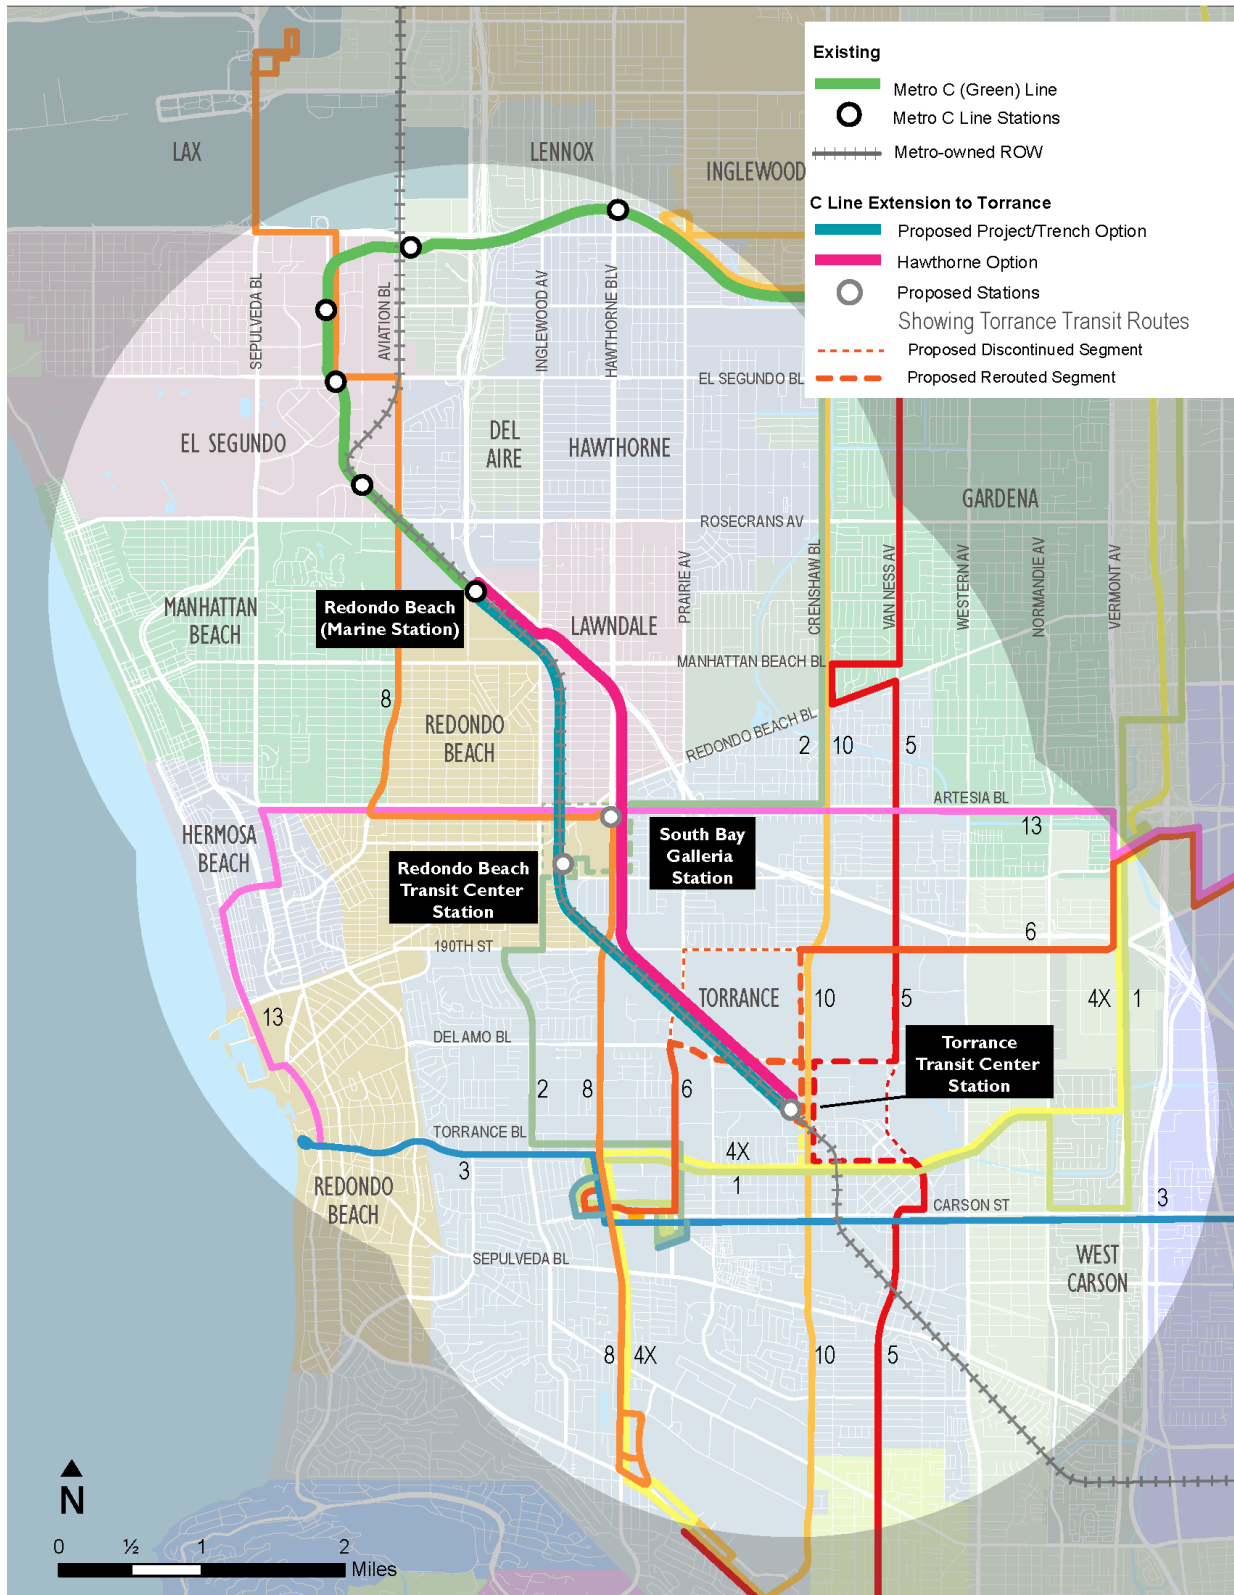 Existing
Metro C (Green) Line
Metro C Line Stations
Metro-owned ROW
C Line Extension to Torrance
Proposed Project/Trench Option
Hawthorne Option
Proposed Stations
Showing Torrance Transit Routes
Proposed Discontinued Segment
Proposed Rerouted Segment
LAX
LENNOX
INGLEWOOD
SEPULVEDA BL
AVIATION BL
INGLEWOOD AV
HAWTHORNE BLV
EL SEGUNDO BL
EL SEGUNDO
DEL
AIRE
HAWTHORNE
GARDENA
ROSECRANS AV
PRAIRIE AV
CRENSHAW BL
VAN NESS AV
WESTERN AV
NORMANDIE AV
VERMONT AV
MANHATTAN
BEACH
Redondo Beach
(Marine Station)
LAWNDALE
MANHATTAN BEACH BL
8
REDONDO
BEACH
REDONDO BEACH BL
2
10
5
ARTESIA BL
13
HERMOSA
BEACH
South Bay
Galleria
Station
Redondo Beach
Transit Center
Station
190TH ST
6
TORRANCE
10
5
4X
1
13
DEL AMO BL
Torrance
Transit Center
Station
2
8
6
TORRANCE BL
3
4X
1
REDONDO
BEACH
CARSON ST
3
SEPULVEDA BL
WEST
CARSON
8
4X
10
5
N
0
½
1
2
Miles